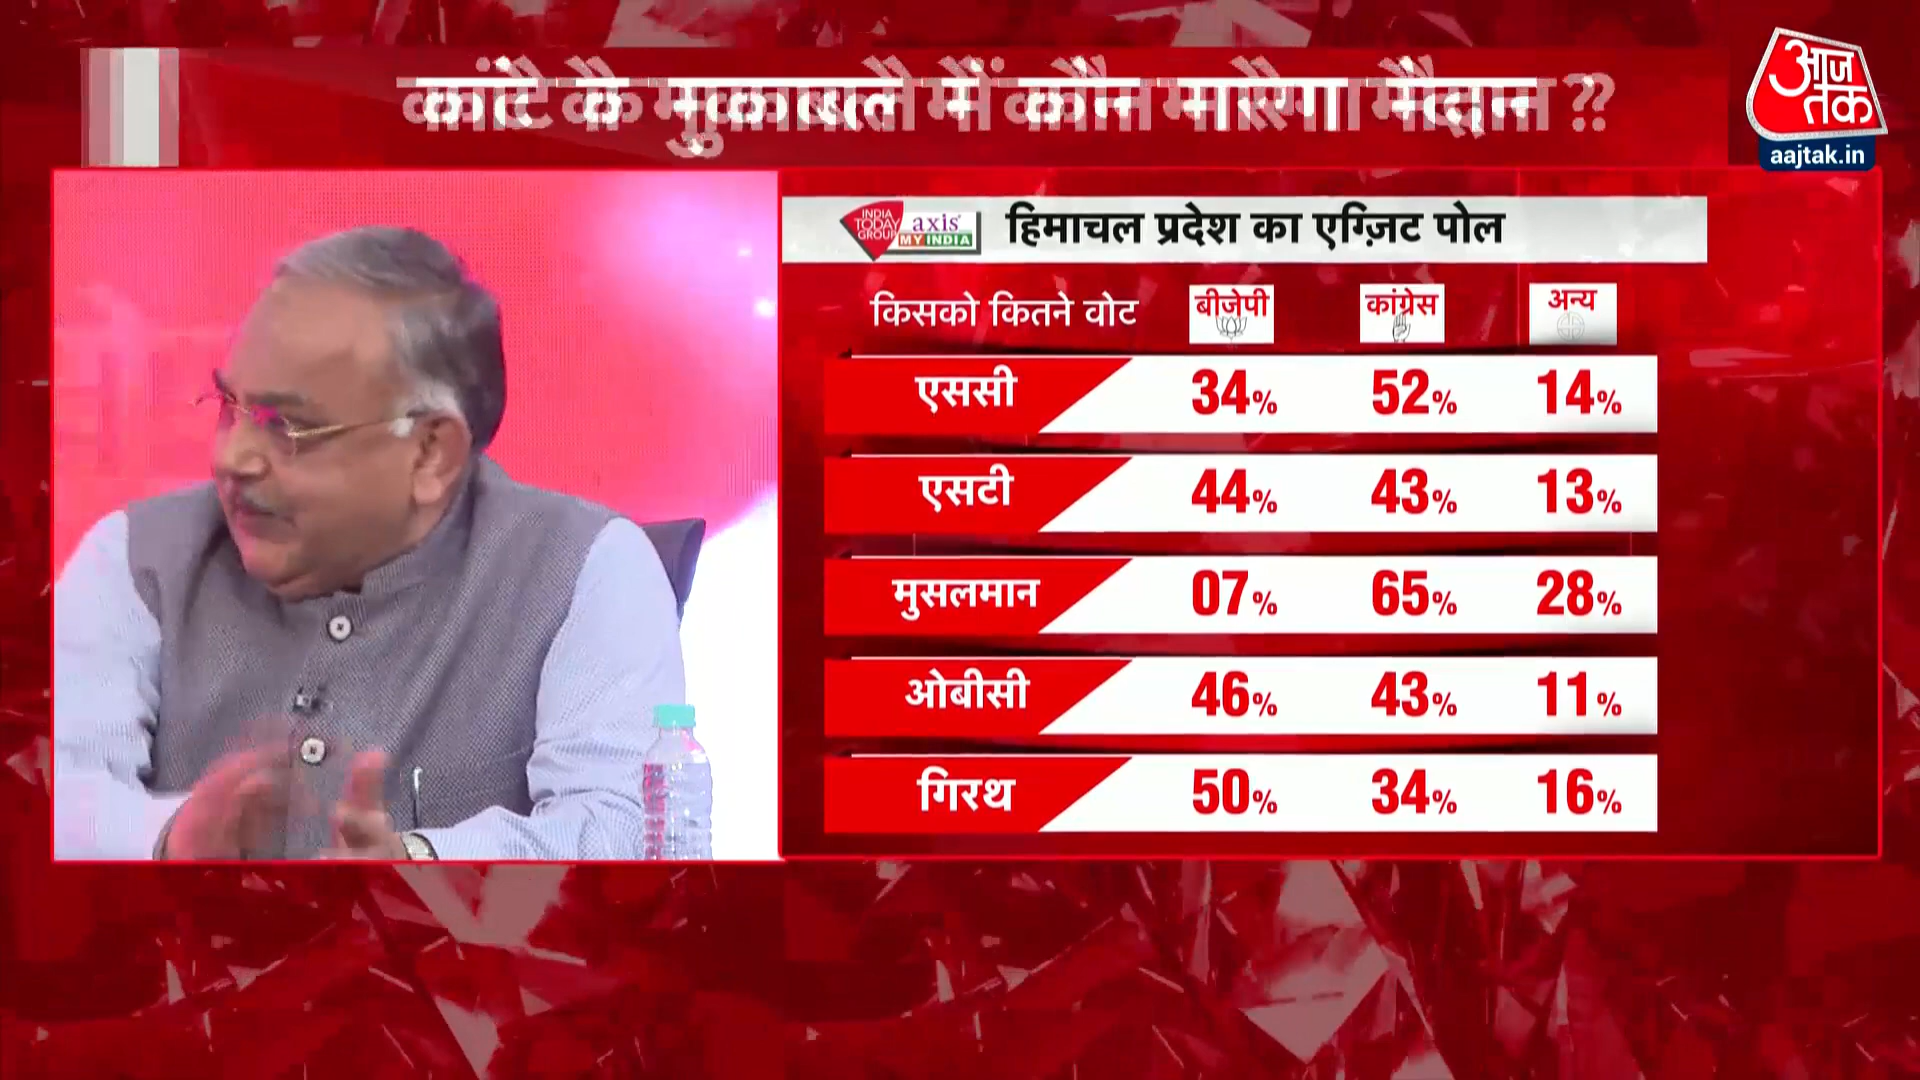 कांटे के मुकाबले में कौन मारेगा मैदान ?
आज
तक
aajtak.in
INDIA
TODAY
GROUP
axis
MY INDIA
हिमाचल प्रदेश का एग्ज़िट पोल
किसको कितने वोट बीजेपी कांग्रेस अन्य
एससी 34% 52% 14%
एसटी 44% 43% 13%
मुसलमान 07% 65% 28%
ओबीसी 46% 43% 11%
गिरथ 50% 34% 16%